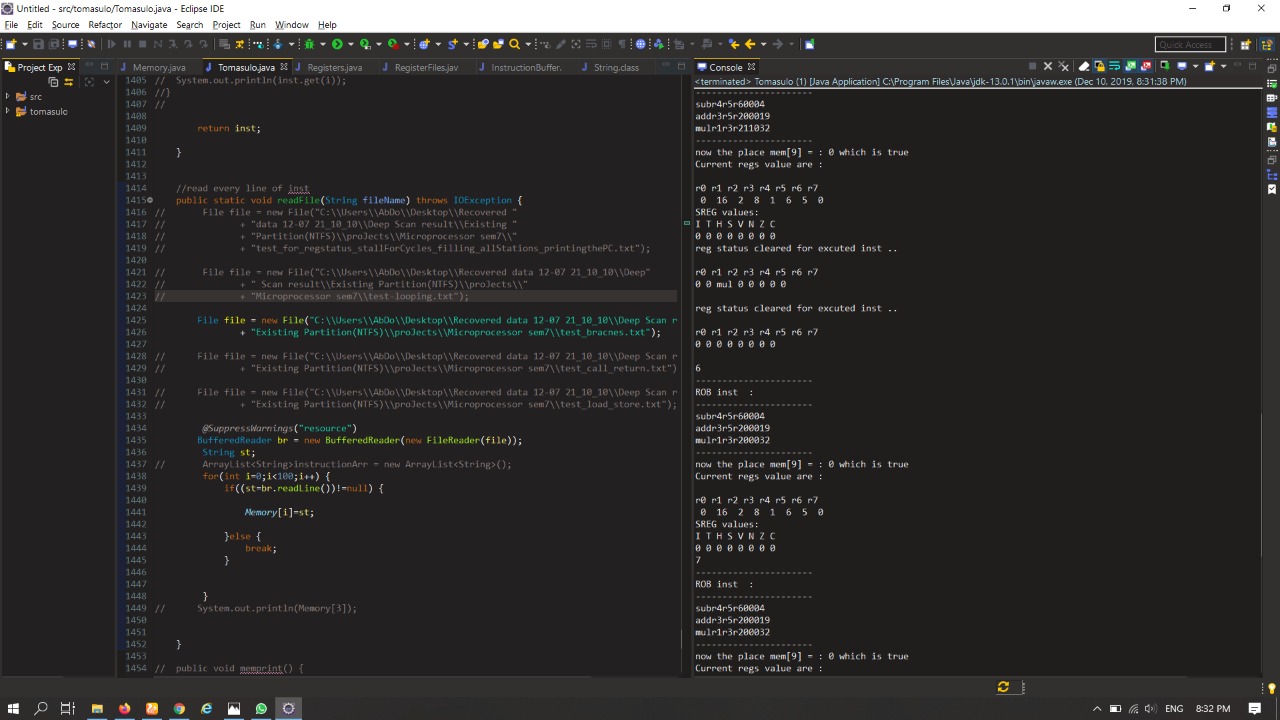 Untitled - src/tomasulo/Tomasulo.java - Eclipse IDE
File Edit Source Refactor Navigate Search Project Run Window Help
Quick Access
Project Exp
src
tomasulo
Memory.java Tomasulo.java Registers.java RegisterFiles.jav InstructionBuffer. String.class
1405 // System.out.println(inst.get(i));
1406 //}
1407 //
1408
1409 return inst;
1410
1411 }
1412
1413
1414 //read every line of inst
1415 public static void readFile(String fileName) throws IOException {
1416 // File file = new File("C:\\Users\\AbDo\\Desktop\\Recovered "
1417 // + "data 12-07 21_10_10\\Deep Scan result\\Existing "
1418 // + "Partition(NTFS)\\proJects\\Microprocessor sem7\\"
1419 // + "test_for_regstatus_stallForCycles_filling_allStations_printingthePC.txt");
1420
1421 // File file = new File("C:\\Users\\AbDo\\Desktop\\Recovered data 12-07 21_10_10\\Deep"
1422 // + " Scan result\\Existing Partition(NTFS)\\proJects\\"
1423 // + "Microprocessor sem7\\test-looping.txt");
1424
1425 File file = new File("C:\\Users\\AbDo\\Desktop\\Recovered data 12-07 21_10_10\\Deep Scan r
1426 + "Existing Partition(NTFS)\\proJects\\Microprocessor sem7\\test_bracnes.txt");
1427
1428 // File file = new File("C:\\Users\\AbDo\\Desktop\\Recovered data 12-07 21_10_10\\Deep Scan r
1429 // + "Existing Partition(NTFS)\\proJects\\Microprocessor sem7\\test_call_return.txt")
1430
1431 // File file = new File("C:\\Users\\AbDo\\Desktop\\Recovered data 12-07 21_10_10\\Deep Scan r
1432 // + "Existing Partition(NTFS)\\proJects\\Microprocessor sem7\\test_load_store.txt");
1433
1434 @SuppressWarnings("resource")
1435 BufferedReader br = new BufferedReader(new FileReader(file));
1436 String st;
1437 // ArrayList<String>instructionArr = new ArrayList<String>();
1438 for(int i=0;i<100;i++) {
1439 if((st=br.readLine())!=null) {
1440
1441 Memory[i]=st;
1442
1443 }else {
1444 break;
1445 }
1446
1447
1448 }
1449 // System.out.println(Memory[3]);
1450
1451
1452 }
1453
1454 // public void memprint() {
Console
<terminated> Tomasulo (1) [Java Application] C:\Program Files\Java\jdk-13.0.1\bin\javaw.exe (Dec 10, 2019, 8:31:38 PM)
----------------------
subr4r5r60004
addr3r5r200019
mulr1r3r211032
----------------------
now the place mem[9] = : 0 which is true
Current regs value are :
r0 r1 r2 r3 r4 r5 r6 r7
0 16 2 8 1 6 5 0
SREG values:
I T H S V N Z C
0 0 0 0 0 0 0 0
reg status cleared for excuted inst ..
r0 r1 r2 r3 r4 r5 r6 r7
0 0 mul 0 0 0 0 0
reg status cleared for excuted inst ..
r0 r1 r2 r3 r4 r5 r6 r7
0 0 0 0 0 0 0 0
6
----------------------
ROB inst :
----------------------
subr4r5r60004
addr3r5r200019
mulr1r3r200032
----------------------
now the place mem[9] = : 0 which is true
Current regs value are :
r0 r1 r2 r3 r4 r5 r6 r7
0 16 2 8 1 6 5 0
SREG values:
I T H S V N Z C
0 0 0 0 0 0 0 0
7
----------------------
ROB inst :
----------------------
subr4r5r60004
addr3r5r200019
mulr1r3r200032
----------------------
now the place mem[9] = : 0 which is true
Current regs value are :
ENG 8:32 PM